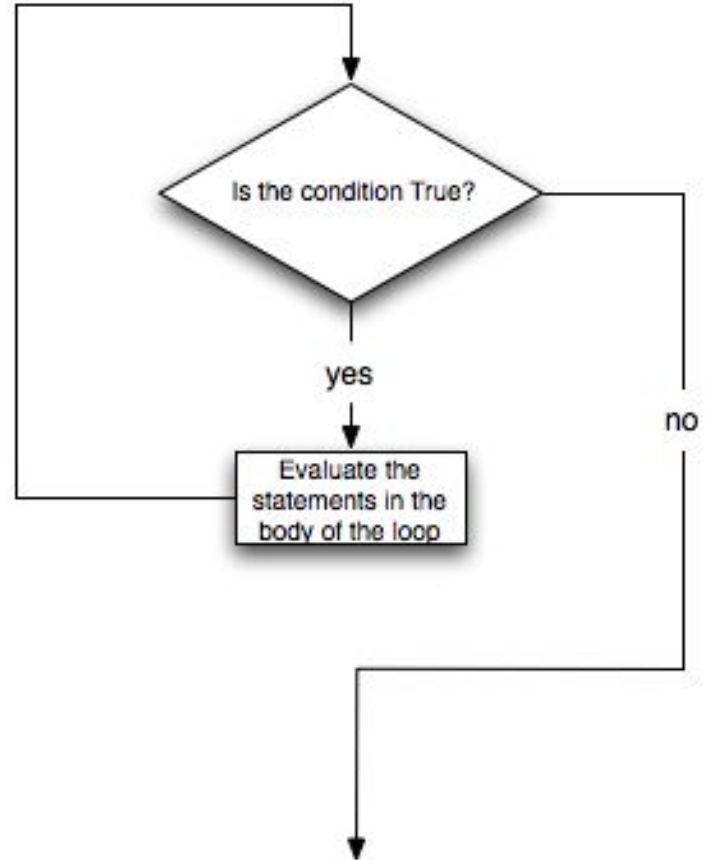 Is the condition True?
yes
no
Evaluate the
statements in the
body of the loop